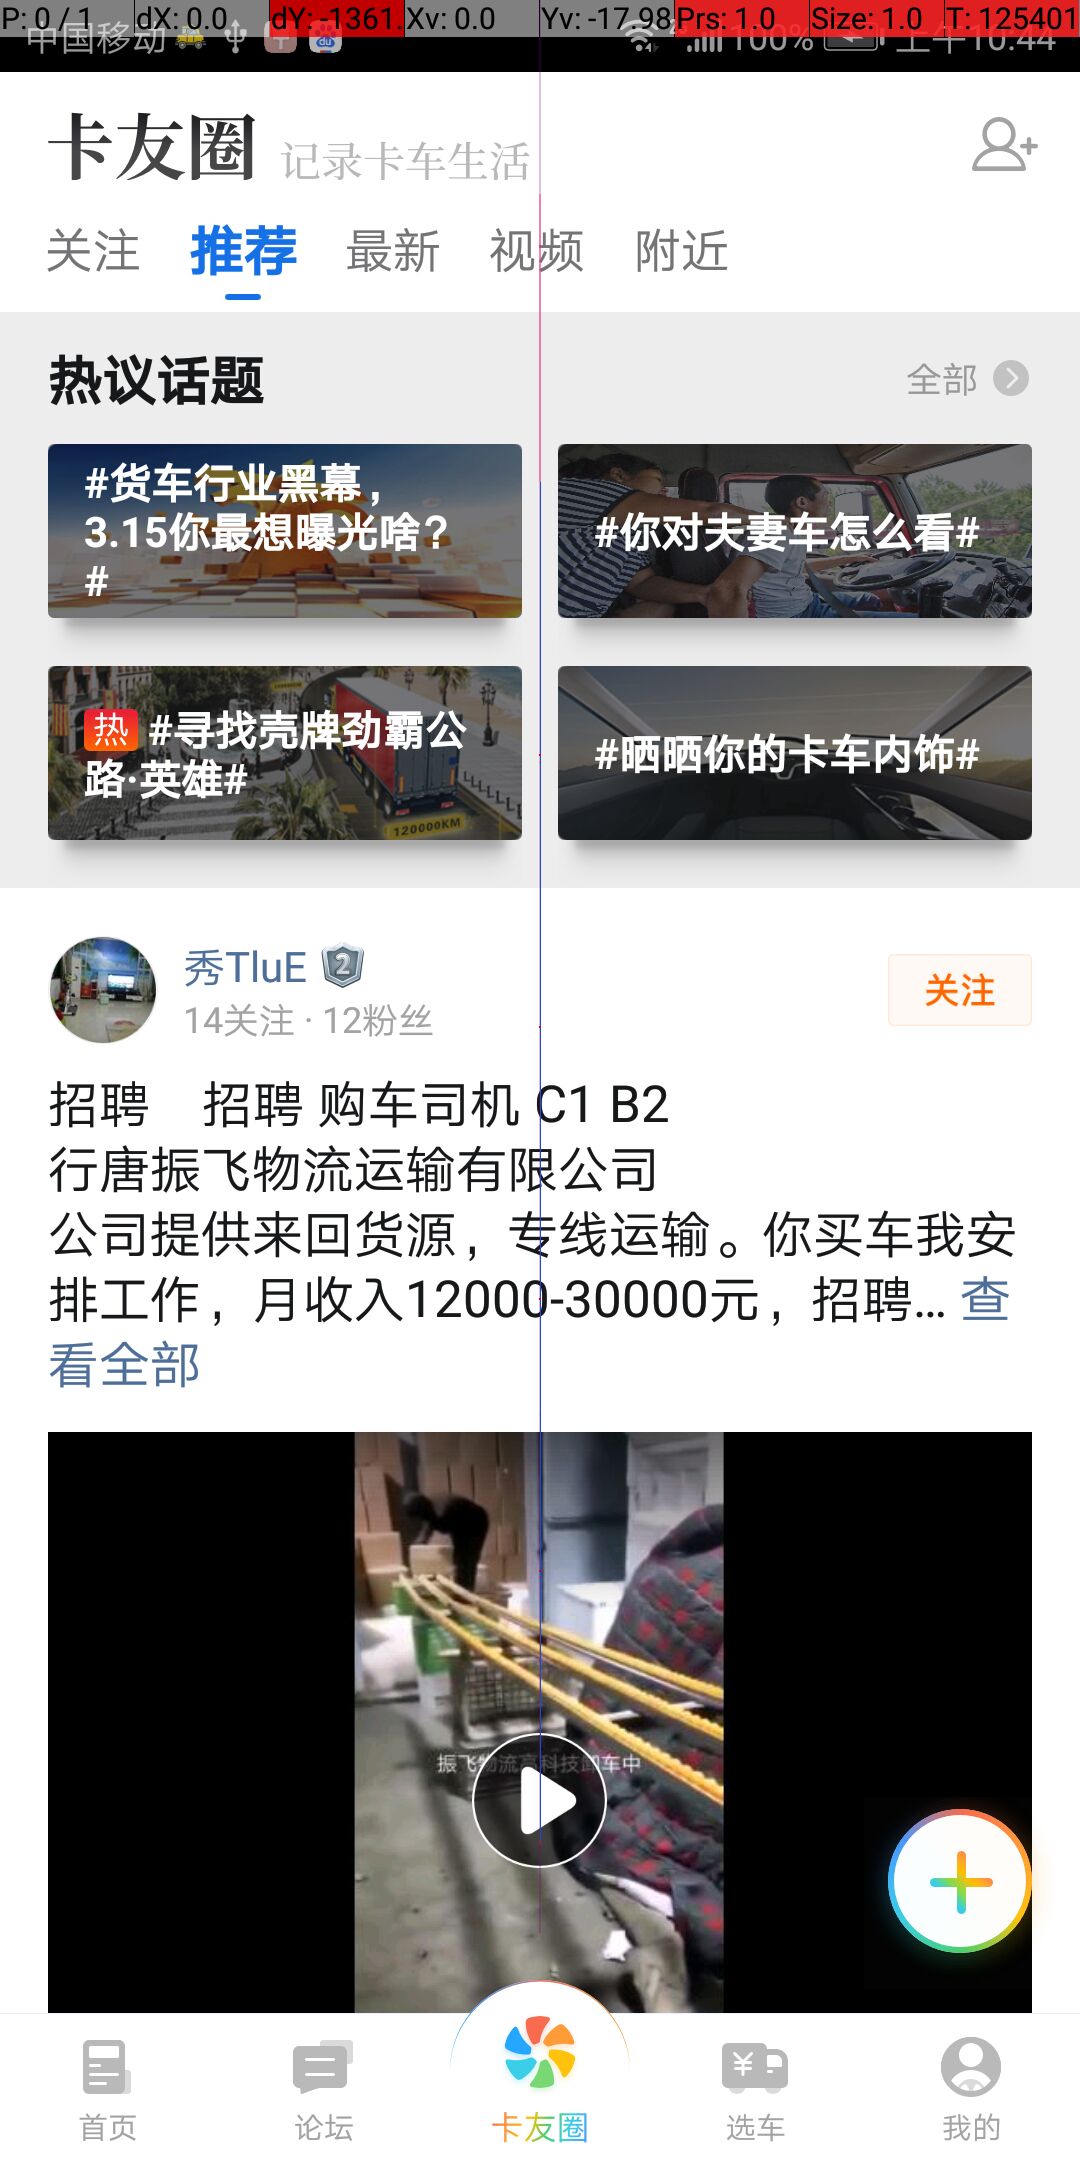 P: 0 / 1 dX: 0.0 dY: -1361. Xv: 0.0 Yv: -17.98 Prs: 1.0 Size: 1.0 T: 125401
中国移动 100% 上午10:44
卡友圈 记录卡车生活
关注 推荐 最新 视频 附近
热议话题 全部
#货车行业黑幕，
3.15你最想曝光啥？
#
#你对夫妻车怎么看#
热 #寻找壳牌劲霸公
路·英雄#
120000KM
#晒晒你的卡车内饰#
秀TluE 2
14关注 · 12粉丝
关注
招聘 招聘 购车司机 C1 B2
行唐振飞物流运输有限公司
公司提供来回货源，专线运输。你买车我安
排工作，月收入12000-30000元，招聘... 查
看全部
振飞物流高科技卸车中
首页 论坛 卡友圈 选车 我的